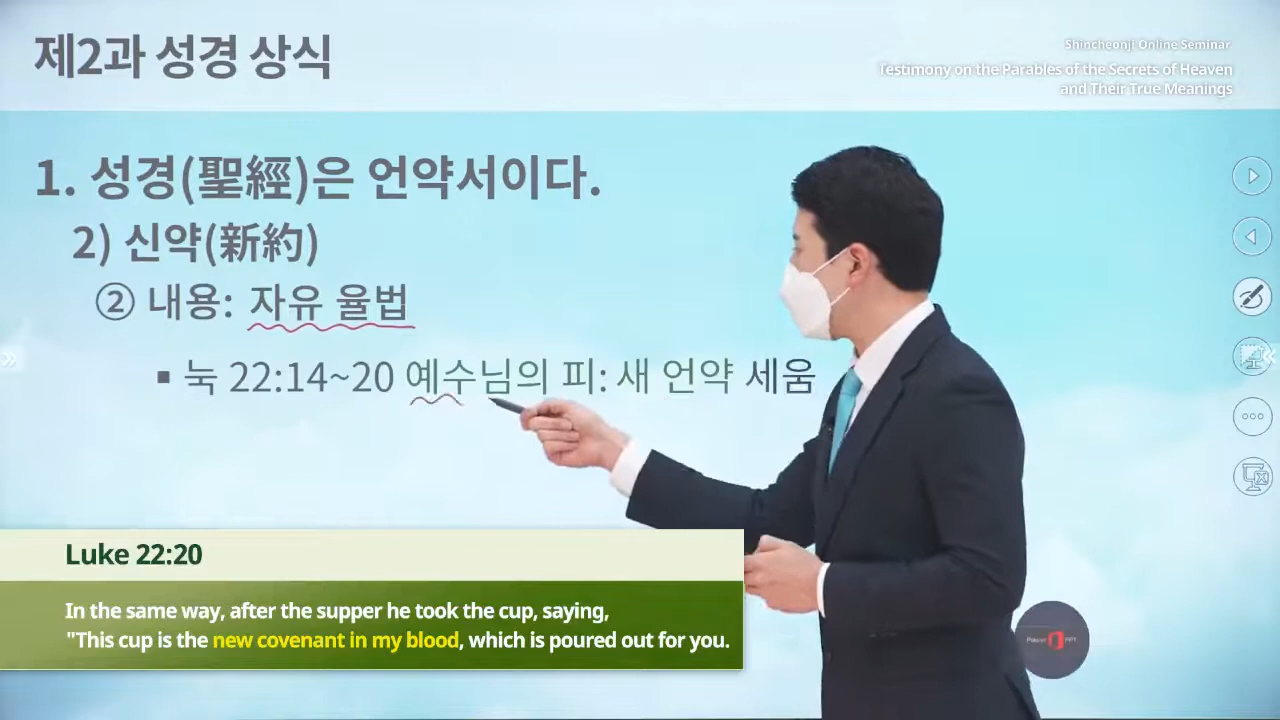 제2과 성경 상식
Shincheonji Online Seminar
Testimony on the Parables of the Secrets of Heaven
and Their True Meanings
1. 성경(聖經)은 언약서이다.
2) 신약(新約)
② 내용: 자유 율법
▪ 눅 22:14~20 예수님의 피: 새 언약 세움
Luke 22:20
In the same way, after the supper he took the cup, saying,
"This cup is the new covenant in my blood, which is poured out for you.
Power PPT